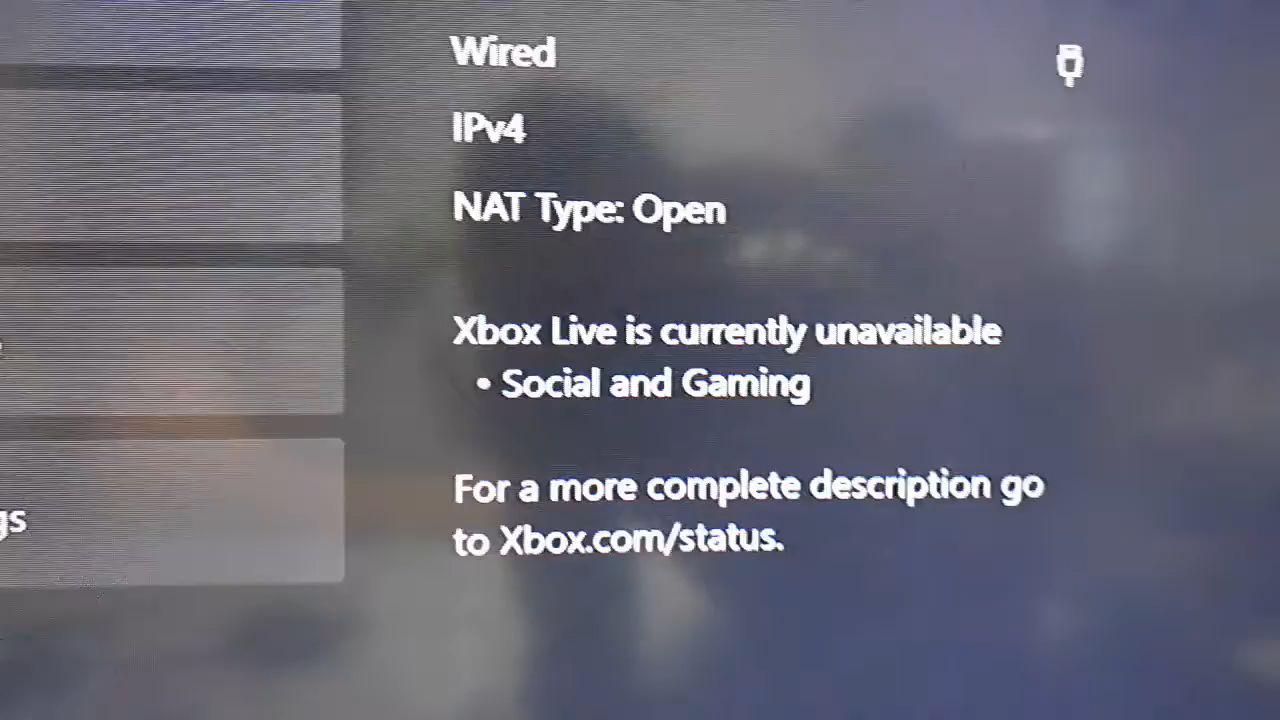 Wired
IPv4
NAT Type: Open
Xbox Live is currently unavailable
• Social and Gaming
For a more complete description go
to Xbox.com/status.
gs